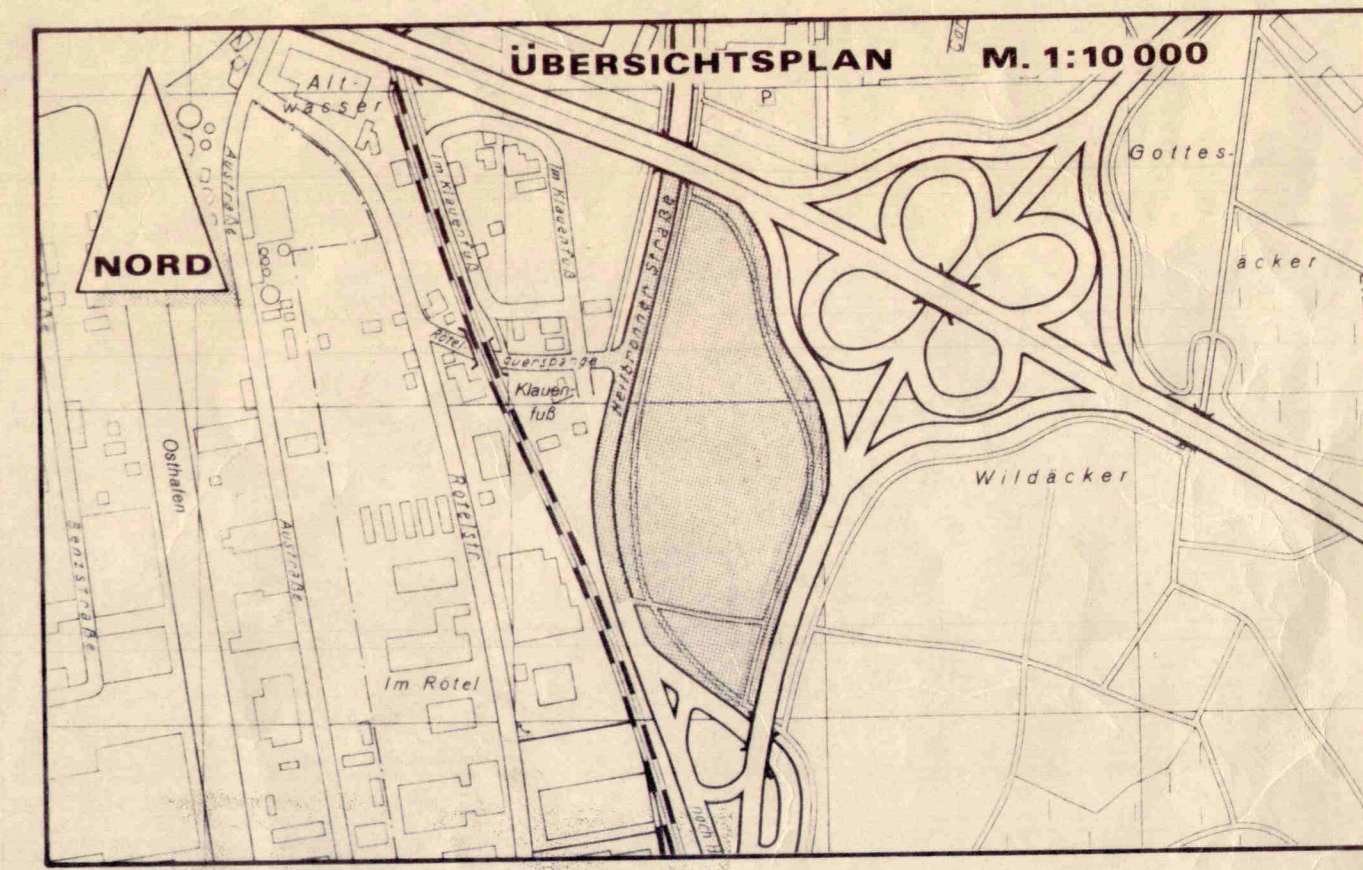 ÜBERSICHTSPLAN M. 1:10 000
NORD
Alt-
wasser
P
Gottes-
äcker
Austraße
Im Klauenfuß
Im Klauenfuß
Heilbronner Straße
Rötel
Querspange
Klauen-
fuß
Osthafen
Wildäcker
Rötelstr.
Benzstraße
Austraße
Im Rötel
nach